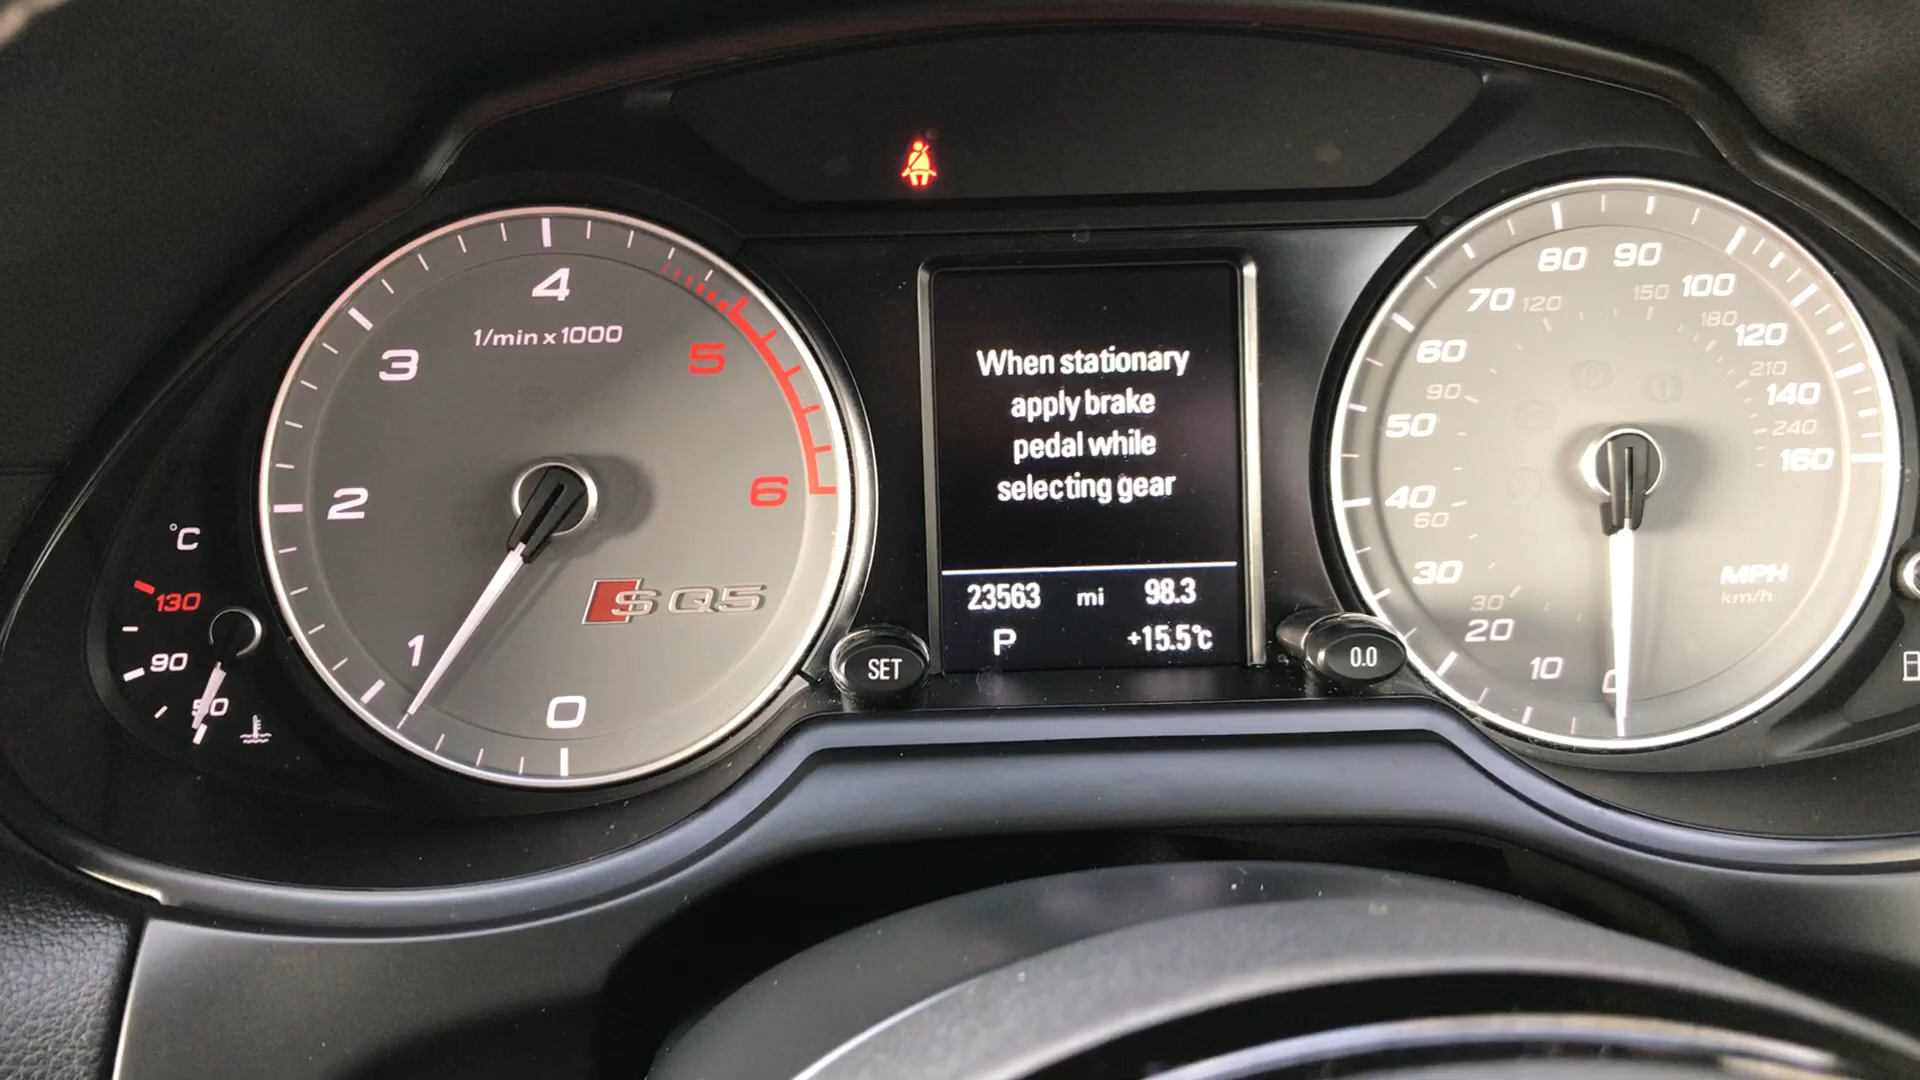 4
1/min x 1000
3
5
2
6
1
0
S Q5
°C
130
90
50
When stationary
apply brake
pedal while
selecting gear
23563 mi 98.3
P +15.5°c
SET
0.0
80 90
70 120 150 100
180 120
60 210
90 140
50 240
40 160
60
30 MPH
30 km/h
20
10 0